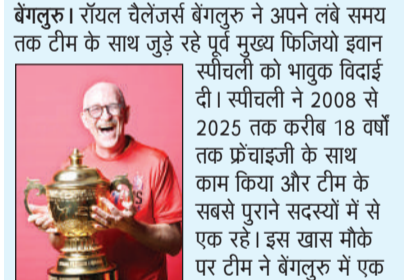 बेंगलुरु। रॉयल चैलेंजर्स बेंगलुरु ने अपने लंबे समय
तक टीम के साथ जुड़े रहे पूर्व मुख्य फिजियो इवान
स्पीचली को भावुक विदाई
दी। स्पीचली ने 2008 से
2025 तक करीब 18 वर्षों
तक फ्रेंचाइजी के साथ
काम किया और टीम के
सबसे पुराने सदस्यों में से
एक रहे। इस खास मौके
पर टीम ने बेंगलुरु में एक